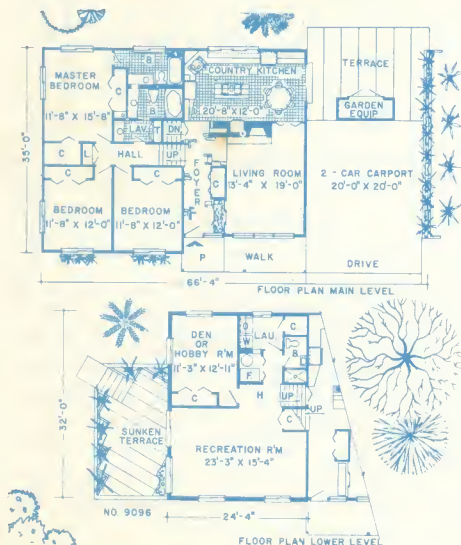 B
COUNTRY KITCHEN
20'-8" X 12'-0"
TERRACE
MASTER
BEDROOM
11'-8" X 15'-8"
C
B
GARDEN
EQUIP
LAV.
T
DN
35'-0"
C
L
HALL
UP
FOYER
C
LIVING ROOM
13'-4" X 19'-0"
2 - CAR CARPORT
20'-0" X 20'-0"
C
C
BEDROOM
11'-8" X 12'-0"
BEDROOM
11'-8" X 12'-0"
P
WALK
DRIVE
66'-4"
FLOOR PLAN MAIN LEVEL
DEN
OR
HOBBY R'M
11'-3" X 12'-11"
D
W
LAU.
C
B
F
C
H
UP
UP
C
32'-0"
SUNKEN
TERRACE
RECREATION R'M
23'-3" X 15'-4"
NO. 9096
24'-4"
FLOOR PLAN LOWER LEVEL